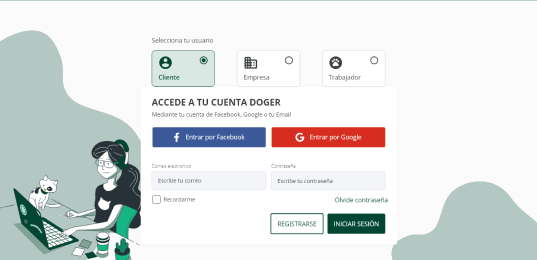 Selecciona tu usuario
Cliente
Empresa
Trabajador
ACCEDE A TU CUENTA DOGER
Mediante tu cuenta de Facebook, Google o tu Email
Entrar por Facebook
Entrar por Google
Correo electronico
Contraseña
Escribe tu correo
Escribe tu contraseña
Recordarme
Olvide contraseña
REGISTRARSE
INICIAR SESIÓN